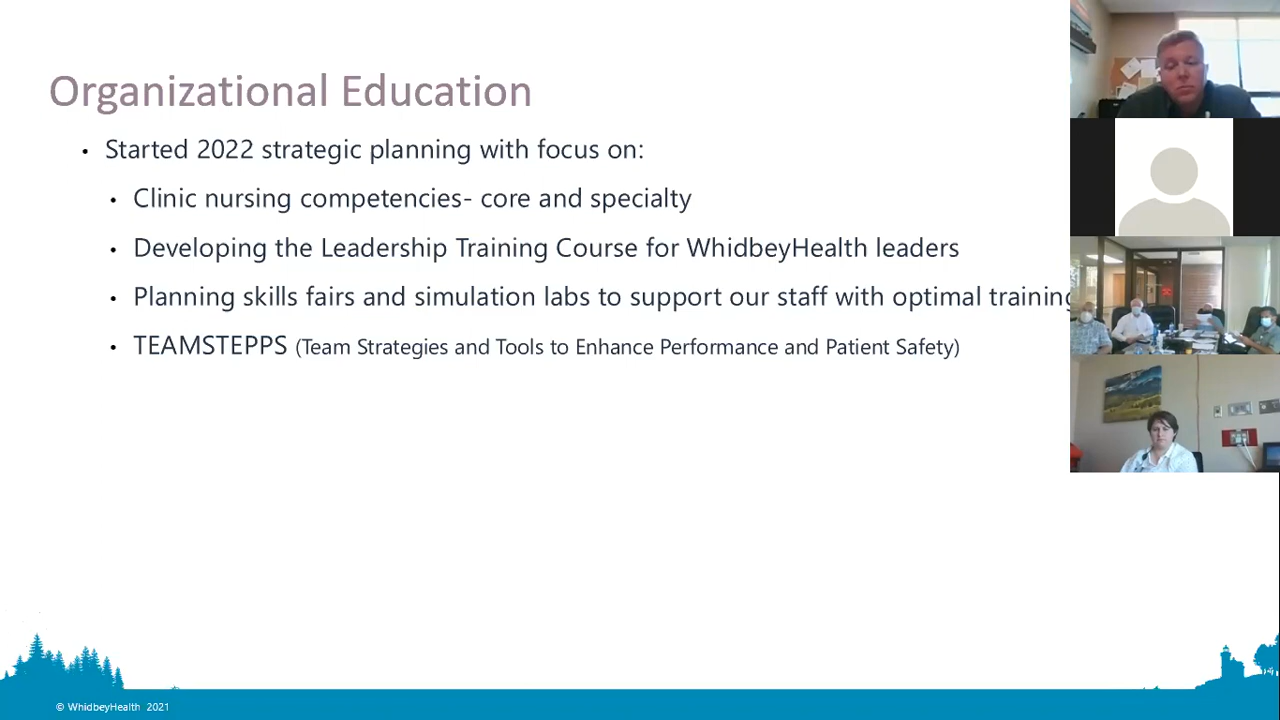 Organizational Education
• Started 2022 strategic planning with focus on:
• Clinic nursing competencies- core and specialty
• Developing the Leadership Training Course for WhidbeyHealth leaders
• Planning skills fairs and simulation labs to support our staff with optimal training
• TEAMSTEPPS (Team Strategies and Tools to Enhance Performance and Patient Safety)
© WhidbeyHealth 2021